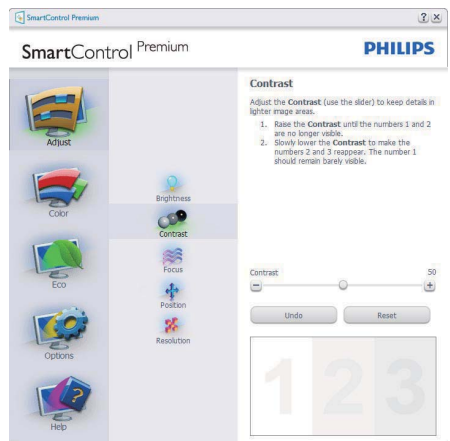 SmartControl Premium
SmartControl Premium
PHILIPS
Adjust
Color
Eco
Options
Help
Brightness
Contrast
Focus
Position
Resolution
Contrast
Adjust the Contrast (use the slider) to keep details in
lighter image areas.
1. Raise the Contrast until the numbers 1 and 2
are no longer visible.
2. Slowly lower the Contrast to make the
numbers 2 and 3 reappear. The number 1
should remain barely visible.
Contrast 50
Undo Reset
1 2 3